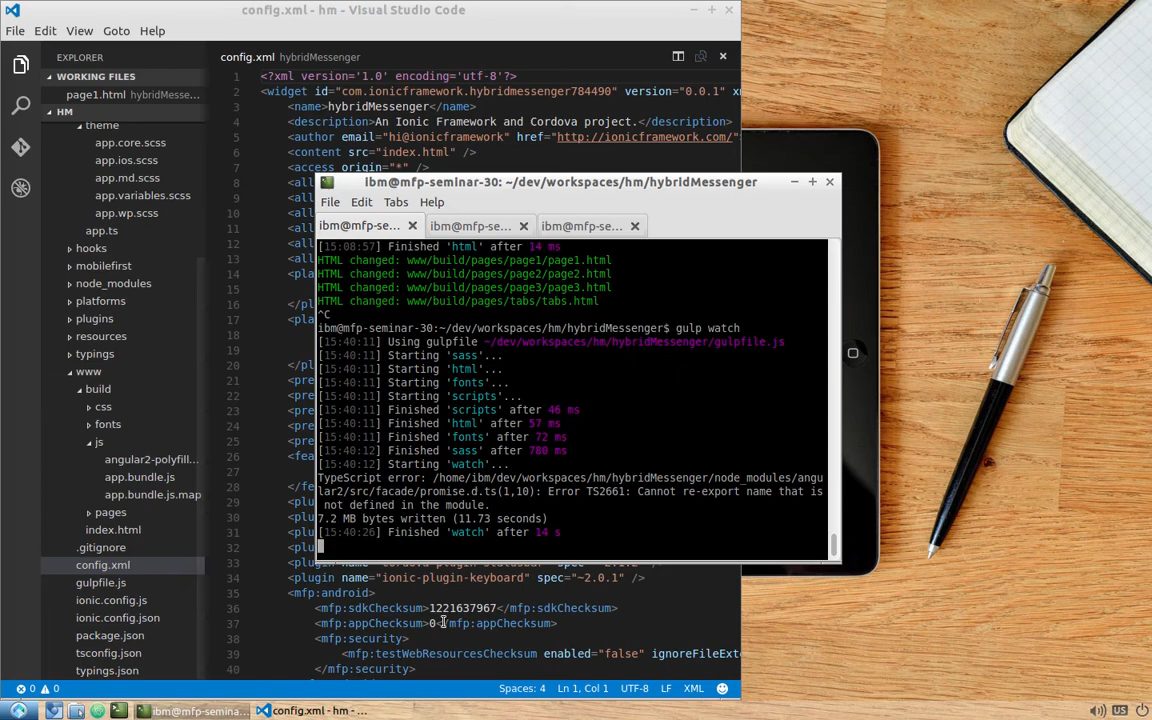 config.xml - hm - Visual Studio Code
File Edit View Goto Help
EXPLORER
WORKING FILES
page1.html hybridMesse...
HM
theme
app.core.scss
app.ios.scss
app.md.scss
app.variables.scss
app.wp.scss
app.ts
hooks
mobilefirst
node_modules
platforms
plugins
resources
typings
www
build
css
fonts
js
angular2-polyfill...
app.bundle.js
app.bundle.js.map
pages
index.html
.gitignore
config.xml
gulpfile.js
ionic.config.js
ionic.config.json
package.json
tsconfig.json
typings.json
config.xml hybridMessenger
1 <?xml version='1.0' encoding='utf-8'?>
2 <widget id="com.ionicframework.hybridmessenger784490" version="0.0.1"
3 <name>hybridMessenger</name>
4 <description>An Ionic Framework and Cordova project.</description>
5 <author email="hi@ionicframework" href="http://ionicframework.com/"
6 <content src="index.html" />
7 <access origin="*" />
8 <all
9 <all
10 <all
11 <all
12 <all
13 <all
14 <pla
15
16 </pl
17 <pla
18
19
20 </pl
21 <pre
22 <pre
23 <pre
24 <pre
25 <pre
26 <fea
27
28 </fe
29 <plu
30 <plu
31 <plu
32 <plu
33
34 <plugin name="ionic-plugin-keyboard" spec="~2.0.1" />
35 <mfp:android>
36 <mfp:sdkChecksum>1221637967</mfp:sdkChecksum>
37 <mfp:appChecksum>0</mfp:appChecksum>
38 <mfp:security>
39 <mfp:testWebResourcesChecksum enabled="false" ignoreFileExte
40 </mfp:security>
ibm@mfp-seminar-30: ~/dev/workspaces/hm/hybridMessenger
File Edit Tabs Help
ibm@mfp-se... ibm@mfp-se... ibm@mfp-se...
[15:08:57] Finished 'html' after 14 ms
HTML changed: www/build/pages/page1/page1.html
HTML changed: www/build/pages/page2/page2.html
HTML changed: www/build/pages/page3/page3.html
HTML changed: www/build/pages/tabs/tabs.html
^C
ibm@mfp-seminar-30:~/dev/workspaces/hm/hybridMessenger$ gulp watch
[15:40:11] Using gulpfile ~/dev/workspaces/hm/hybridMessenger/gulpfile.js
[15:40:11] Starting 'sass'...
[15:40:11] Starting 'html'...
[15:40:11] Starting 'fonts'...
[15:40:11] Starting 'scripts'...
[15:40:11] Finished 'scripts' after 46 ms
[15:40:11] Finished 'html' after 57 ms
[15:40:11] Finished 'fonts' after 72 ms
[15:40:12] Finished 'sass' after 780 ms
[15:40:12] Starting 'watch'...
TypeScript error: /home/ibm/dev/workspaces/hm/hybridMessenger/node_modules/angu
lar2/src/facade/promise.d.ts(1,10): Error TS2661: Cannot re-export name that is
not defined in the module.
7.2 MB bytes written (11.73 seconds)
[15:40:26] Finished 'watch' after 14 s
0 0 Spaces: 4 Ln 1, Col 1 UTF-8 LF XML
ibm@mfp-semina... config.xml - hm - ... US